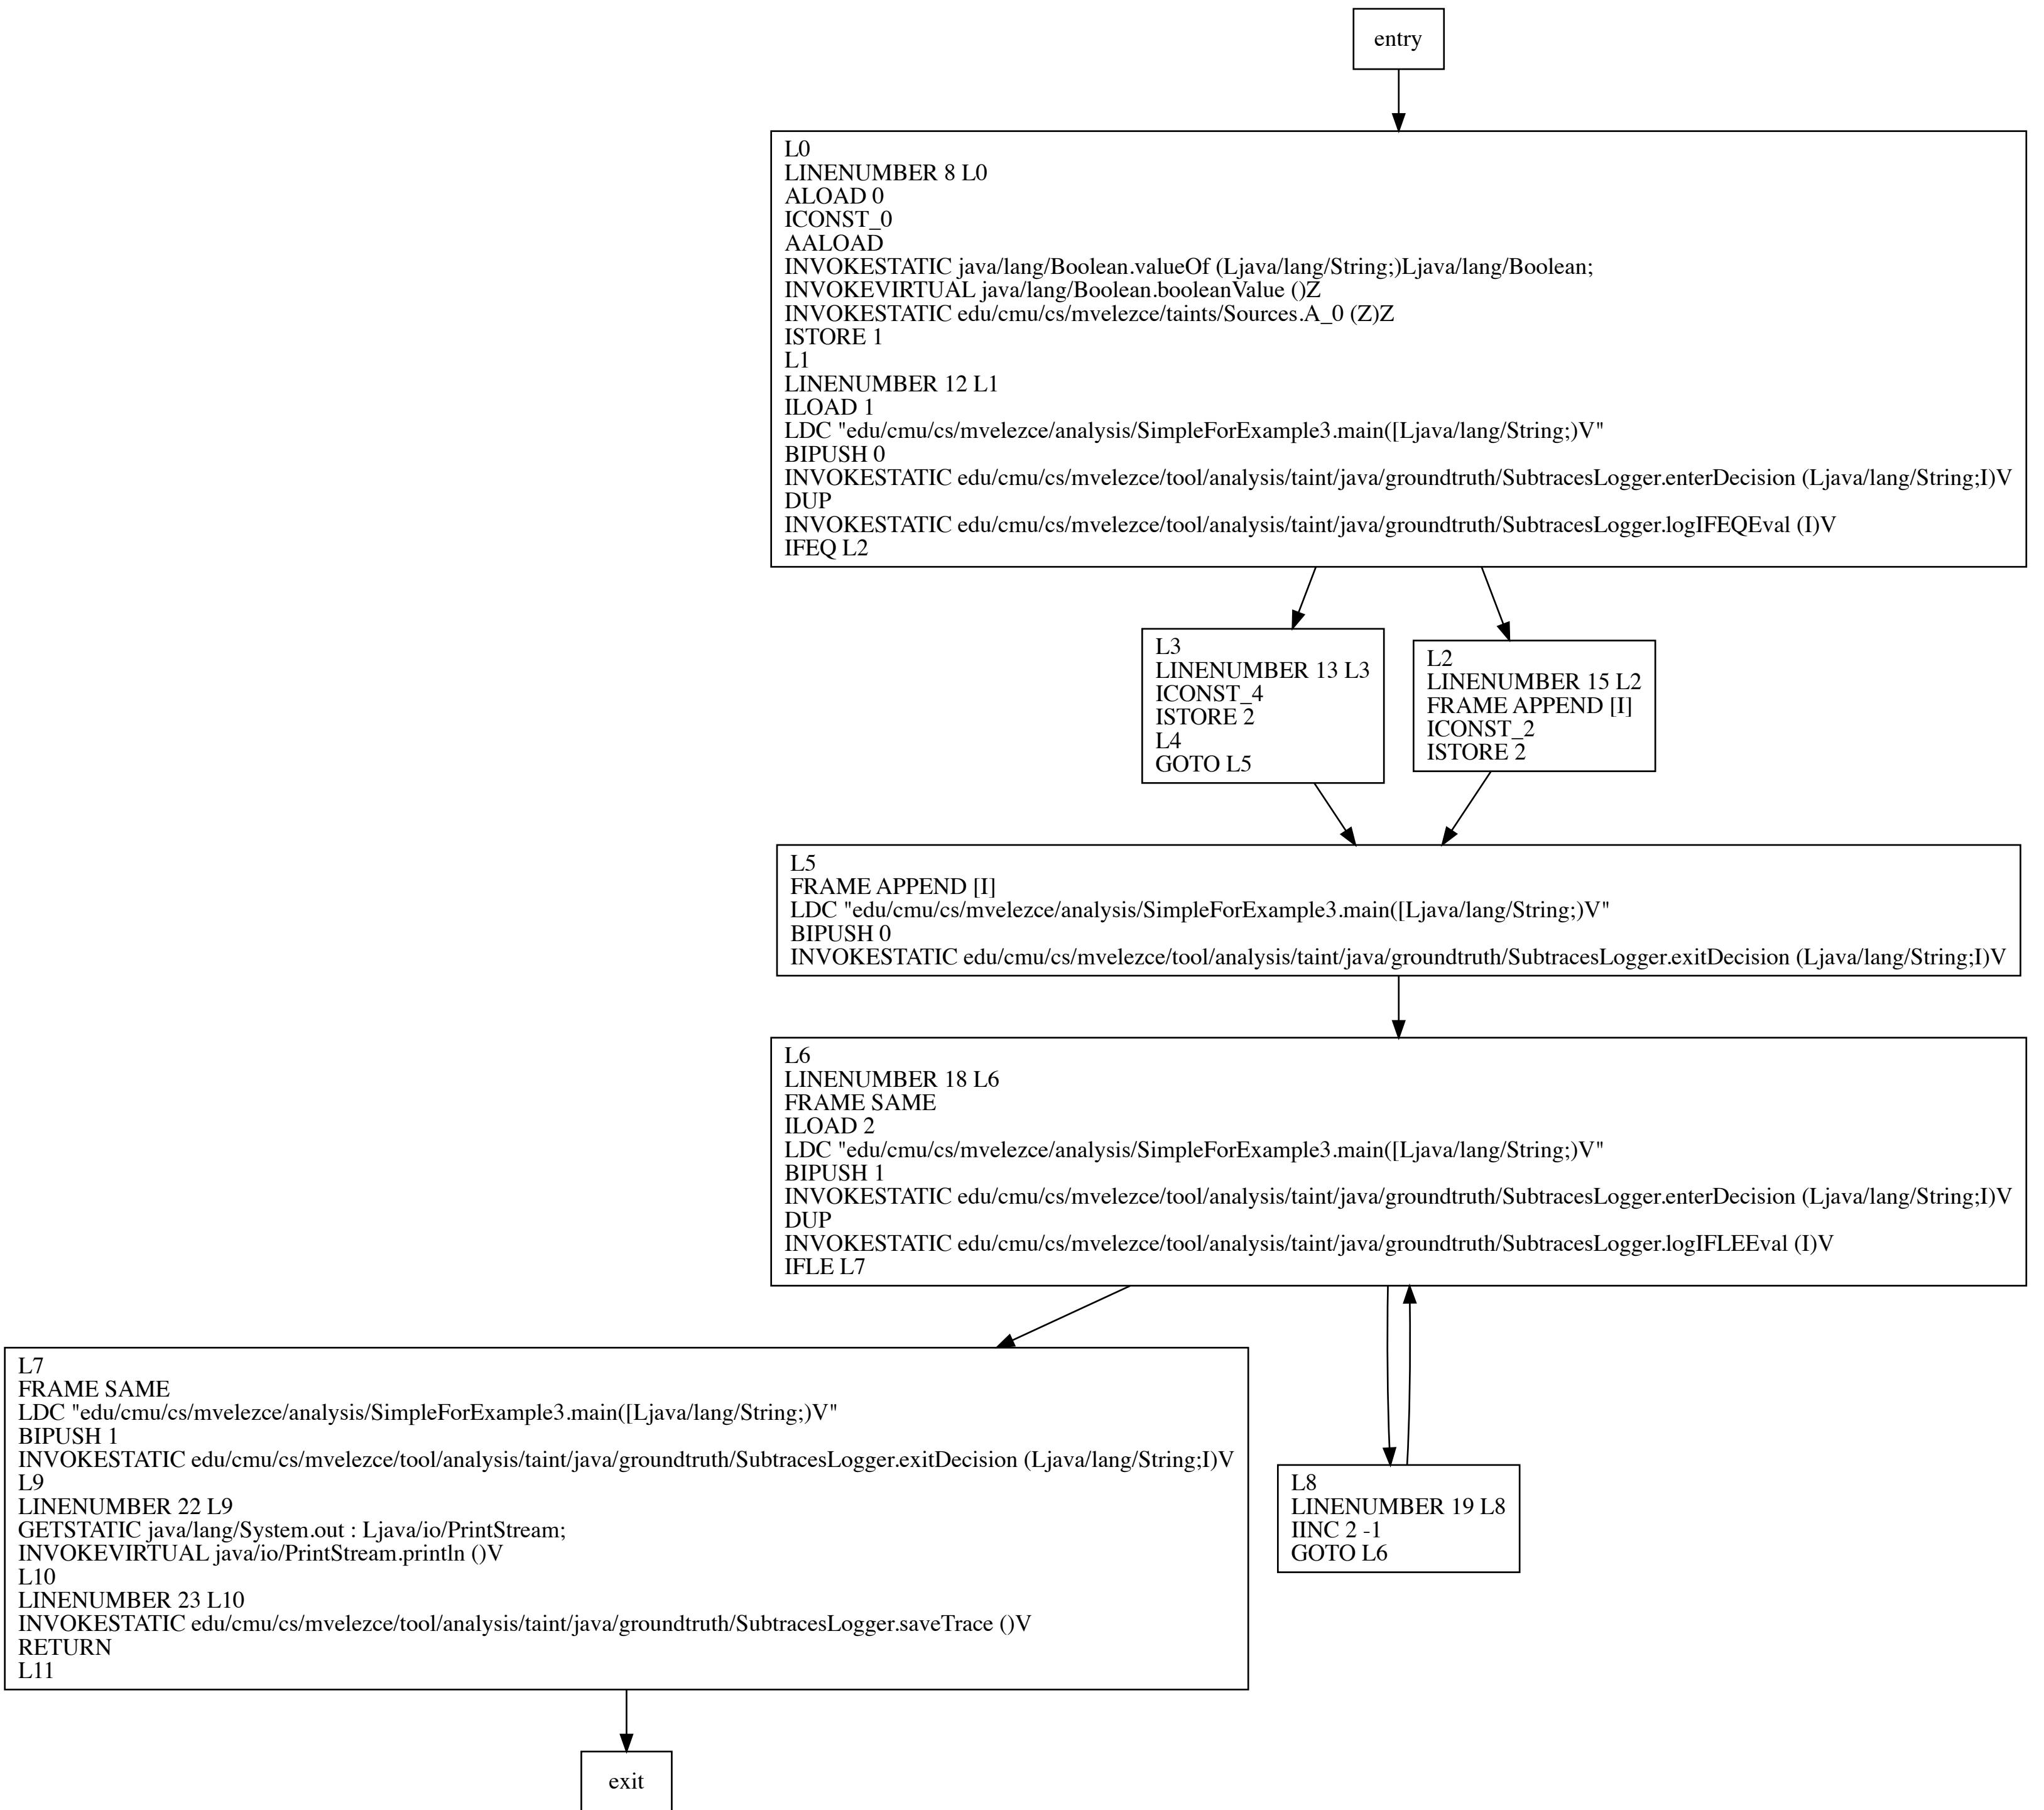 entry
L0
LINENUMBER 8 L0
ALOAD 0
ICONST_0
AALOAD
INVOKESTATIC java/lang/Boolean.valueOf (Ljava/lang/String;)Ljava/lang/Boolean;
INVOKEVIRTUAL java/lang/Boolean.booleanValue ()Z
INVOKESTATIC edu/cmu/cs/mvelezce/taints/Sources.A_0 (Z)Z
ISTORE 1
L1
LINENUMBER 12 L1
ILOAD 1
LDC "edu/cmu/cs/mvelezce/analysis/SimpleForExample3.main([Ljava/lang/String;)V"
BIPUSH 0
INVOKESTATIC edu/cmu/cs/mvelezce/tool/analysis/taint/java/groundtruth/SubtracesLogger.enterDecision (Ljava/lang/String;I)V
DUP
INVOKESTATIC edu/cmu/cs/mvelezce/tool/analysis/taint/java/groundtruth/SubtracesLogger.logIFEQEval (I)V
IFEQ L2
L3
LINENUMBER 13 L3
ICONST_4
ISTORE 2
L4
GOTO L5
L2
LINENUMBER 15 L2
FRAME APPEND [I]
ICONST_2
ISTORE 2
L5
FRAME APPEND [I]
LDC "edu/cmu/cs/mvelezce/analysis/SimpleForExample3.main([Ljava/lang/String;)V"
BIPUSH 0
INVOKESTATIC edu/cmu/cs/mvelezce/tool/analysis/taint/java/groundtruth/SubtracesLogger.exitDecision (Ljava/lang/String;I)V
L6
LINENUMBER 18 L6
FRAME SAME
ILOAD 2
LDC "edu/cmu/cs/mvelezce/analysis/SimpleForExample3.main([Ljava/lang/String;)V"
BIPUSH 1
INVOKESTATIC edu/cmu/cs/mvelezce/tool/analysis/taint/java/groundtruth/SubtracesLogger.enterDecision (Ljava/lang/String;I)V
DUP
INVOKESTATIC edu/cmu/cs/mvelezce/tool/analysis/taint/java/groundtruth/SubtracesLogger.logIFLEEval (I)V
IFLE L7
L7
FRAME SAME
LDC "edu/cmu/cs/mvelezce/analysis/SimpleForExample3.main([Ljava/lang/String;)V"
BIPUSH 1
INVOKESTATIC edu/cmu/cs/mvelezce/tool/analysis/taint/java/groundtruth/SubtracesLogger.exitDecision (Ljava/lang/String;I)V
L9
LINENUMBER 22 L9
GETSTATIC java/lang/System.out : Ljava/io/PrintStream;
INVOKEVIRTUAL java/io/PrintStream.println ()V
L10
LINENUMBER 23 L10
INVOKESTATIC edu/cmu/cs/mvelezce/tool/analysis/taint/java/groundtruth/SubtracesLogger.saveTrace ()V
RETURN
L11
L8
LINENUMBER 19 L8
IINC 2 -1
GOTO L6
exit